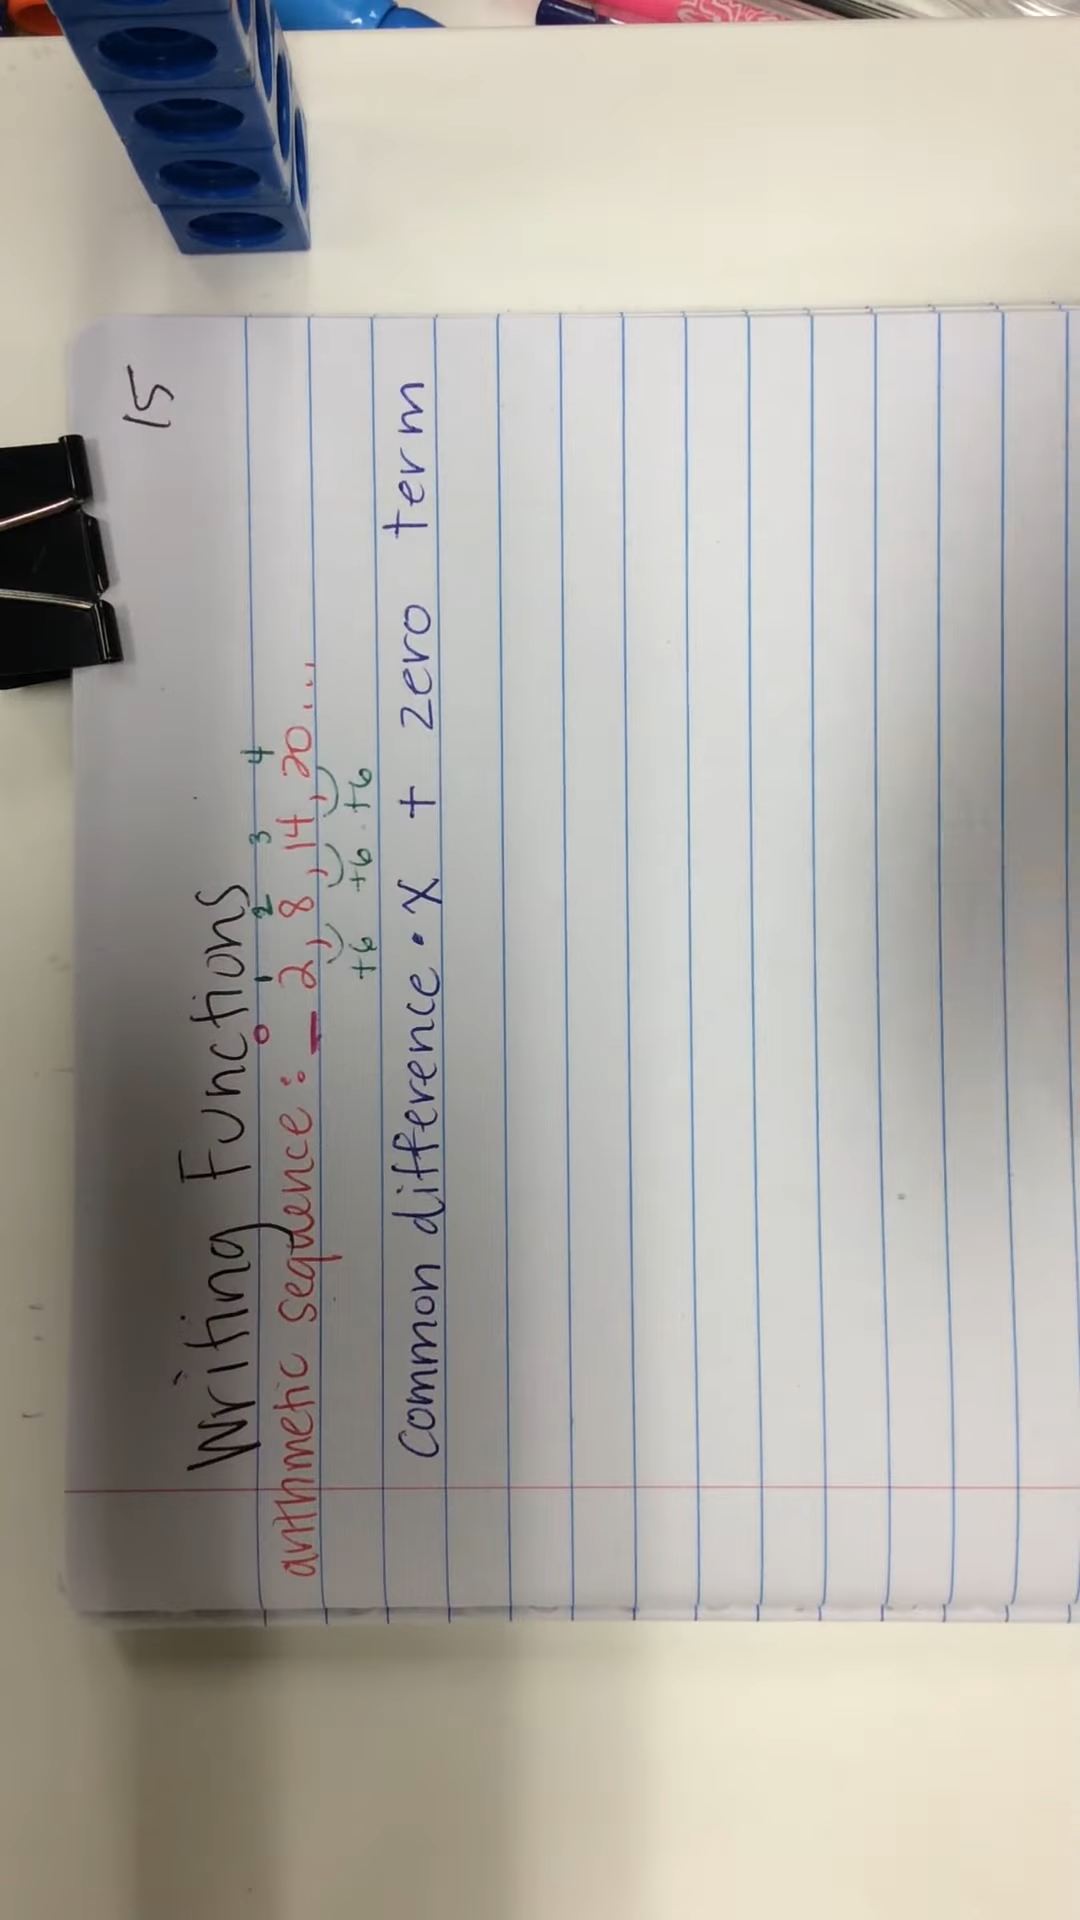 15
Writing Functions
0 1 2 3 4
arithmetic sequence: _ 2, 8, 14, 20...
+6 +6 +6
Common difference • x + zero term